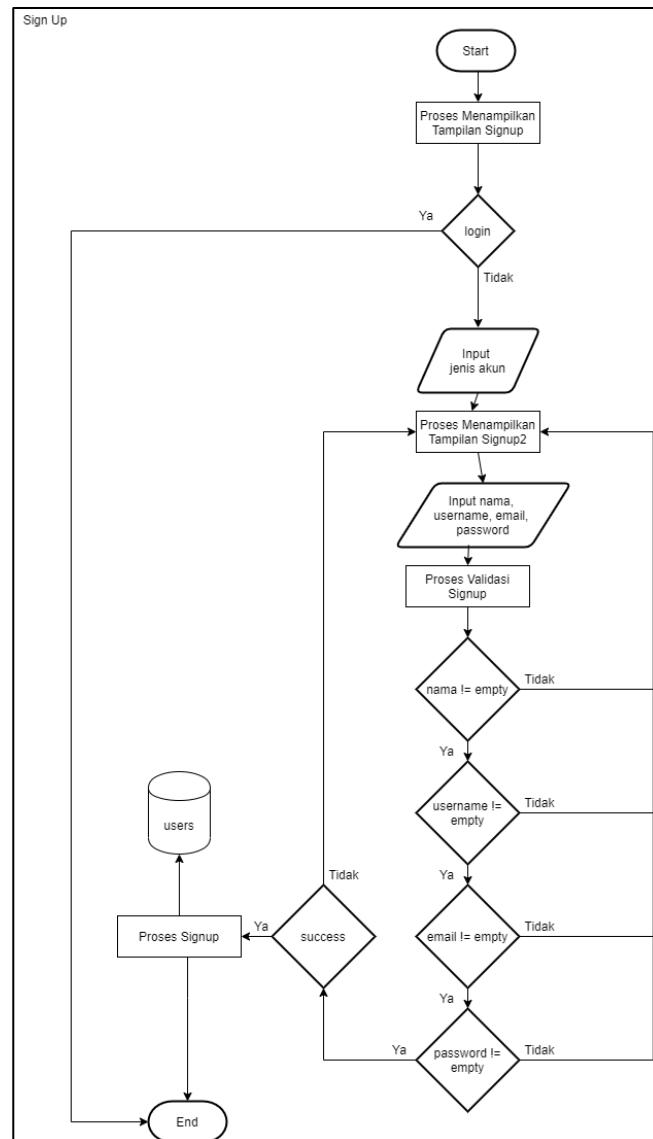 Sign Up
Start
Proses Menampilkan
Tampilan Signup
Ya
login
Tidak
Input
jenis akun
Proses Menampilkan
Tampilan Signup2
Input nama,
username, email,
password
Proses Validasi
Signup
nama != empty
Tidak
Ya
username !=
empty
Tidak
users
Ya
Tidak
Proses Signup
Ya
success
email != empty
Tidak
Ya
Ya
password !=
empty
Tidak
End